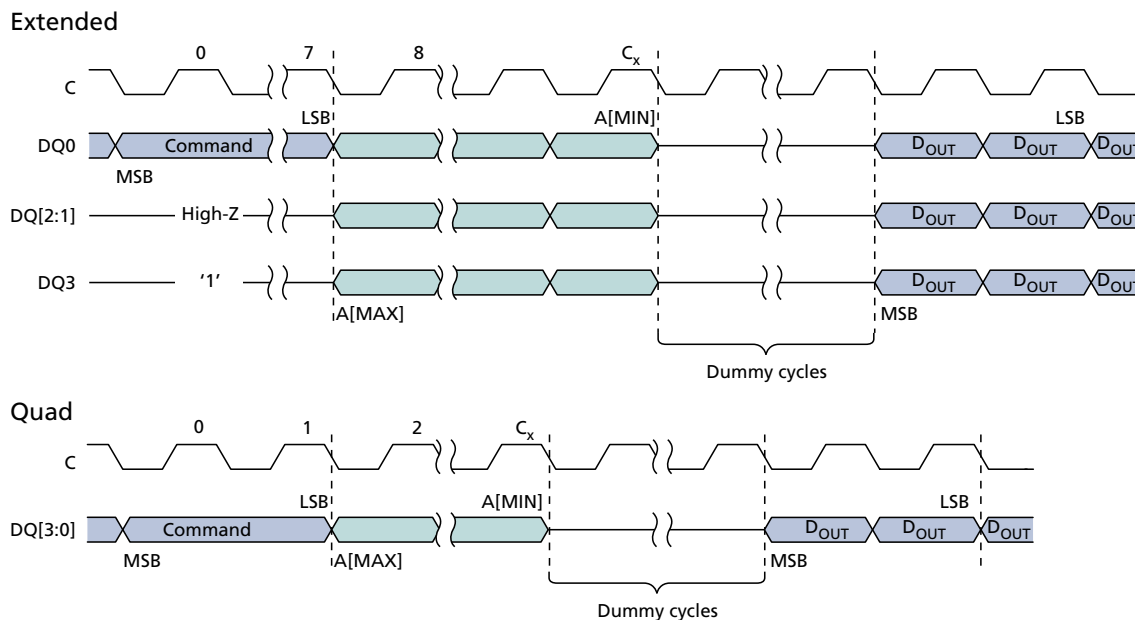 Extended
0 7 8 Cx
C
LSB A[MIN] LSB
DQ0 Command DOUT DOUT DOUT
MSB
DQ[2:1] High-Z DOUT DOUT DOUT
DQ3 ‘1’ DOUT DOUT DOUT
A[MAX] MSB
Dummy cycles
Quad
0 1 2 Cx
C
LSB A[MIN] LSB
DQ[3:0] Command DOUT DOUT DOUT
MSB A[MAX] MSB
Dummy cycles